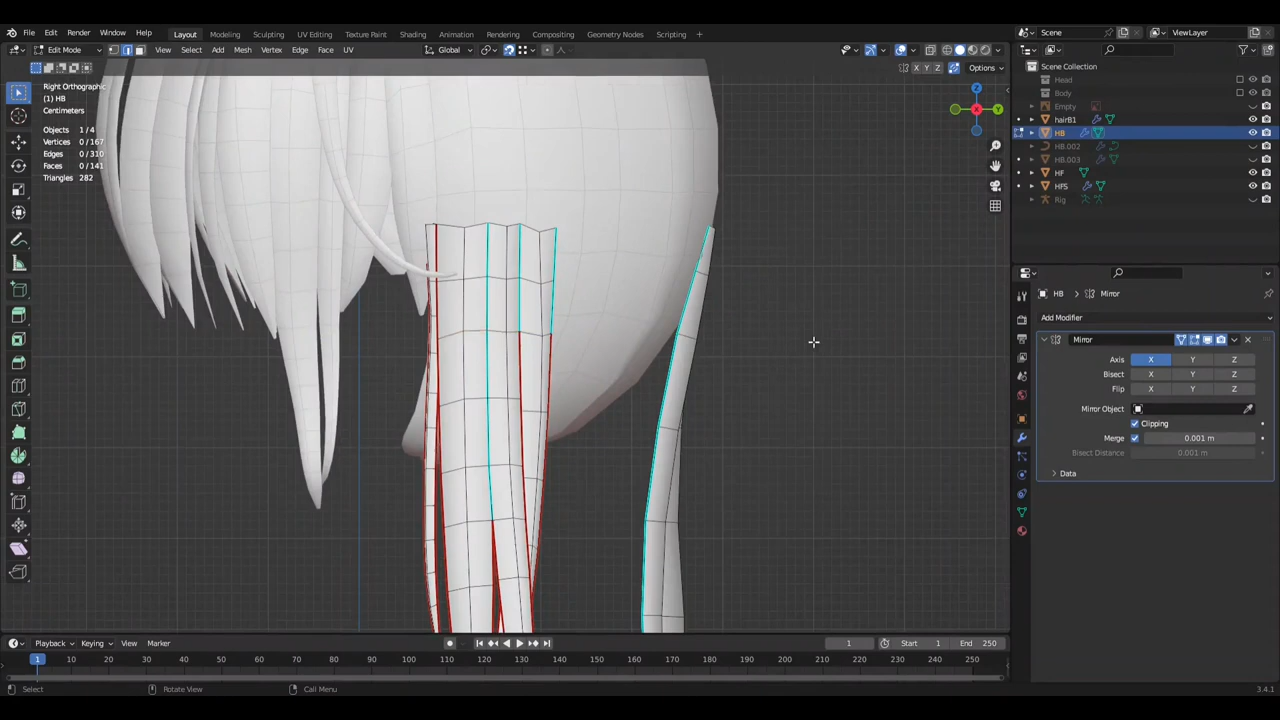 File Edit Render Window Help Layout Modeling Sculpting UV Editing Texture Paint Shading Animation Rendering Compositing Geometry Nodes Scripting + Scene ViewLayer
Edit Mode View Select Add Mesh Vertex Edge Face UV Global
X Y Z Options
Right Orthographic
(1) HB
Centimeters
Objects 1/4
Vertices 0/167
Edges 0/310
Faces 0/141
Triangles 282
Z
Y
X
Scene Collection
Head
Body
Empty
hairB1
HB
HB.002
HB.003
HF
HFS
Rig
HB > Mirror
Add Modifier
Mirror
Axis X Y Z
Bisect X Y Z
Flip X Y Z
Mirror Object
Clipping
Merge 0.001 m
Bisect Distance 0.001 m
Data
Playback Keying View Marker 1 Start 1 End 250
1 10 20 30 40 50 60 70 80 90 100 110 120 130 140 150 160 170 180 190 200 210 220 230 240 250
Select Rotate View Call Menu 3.4.1